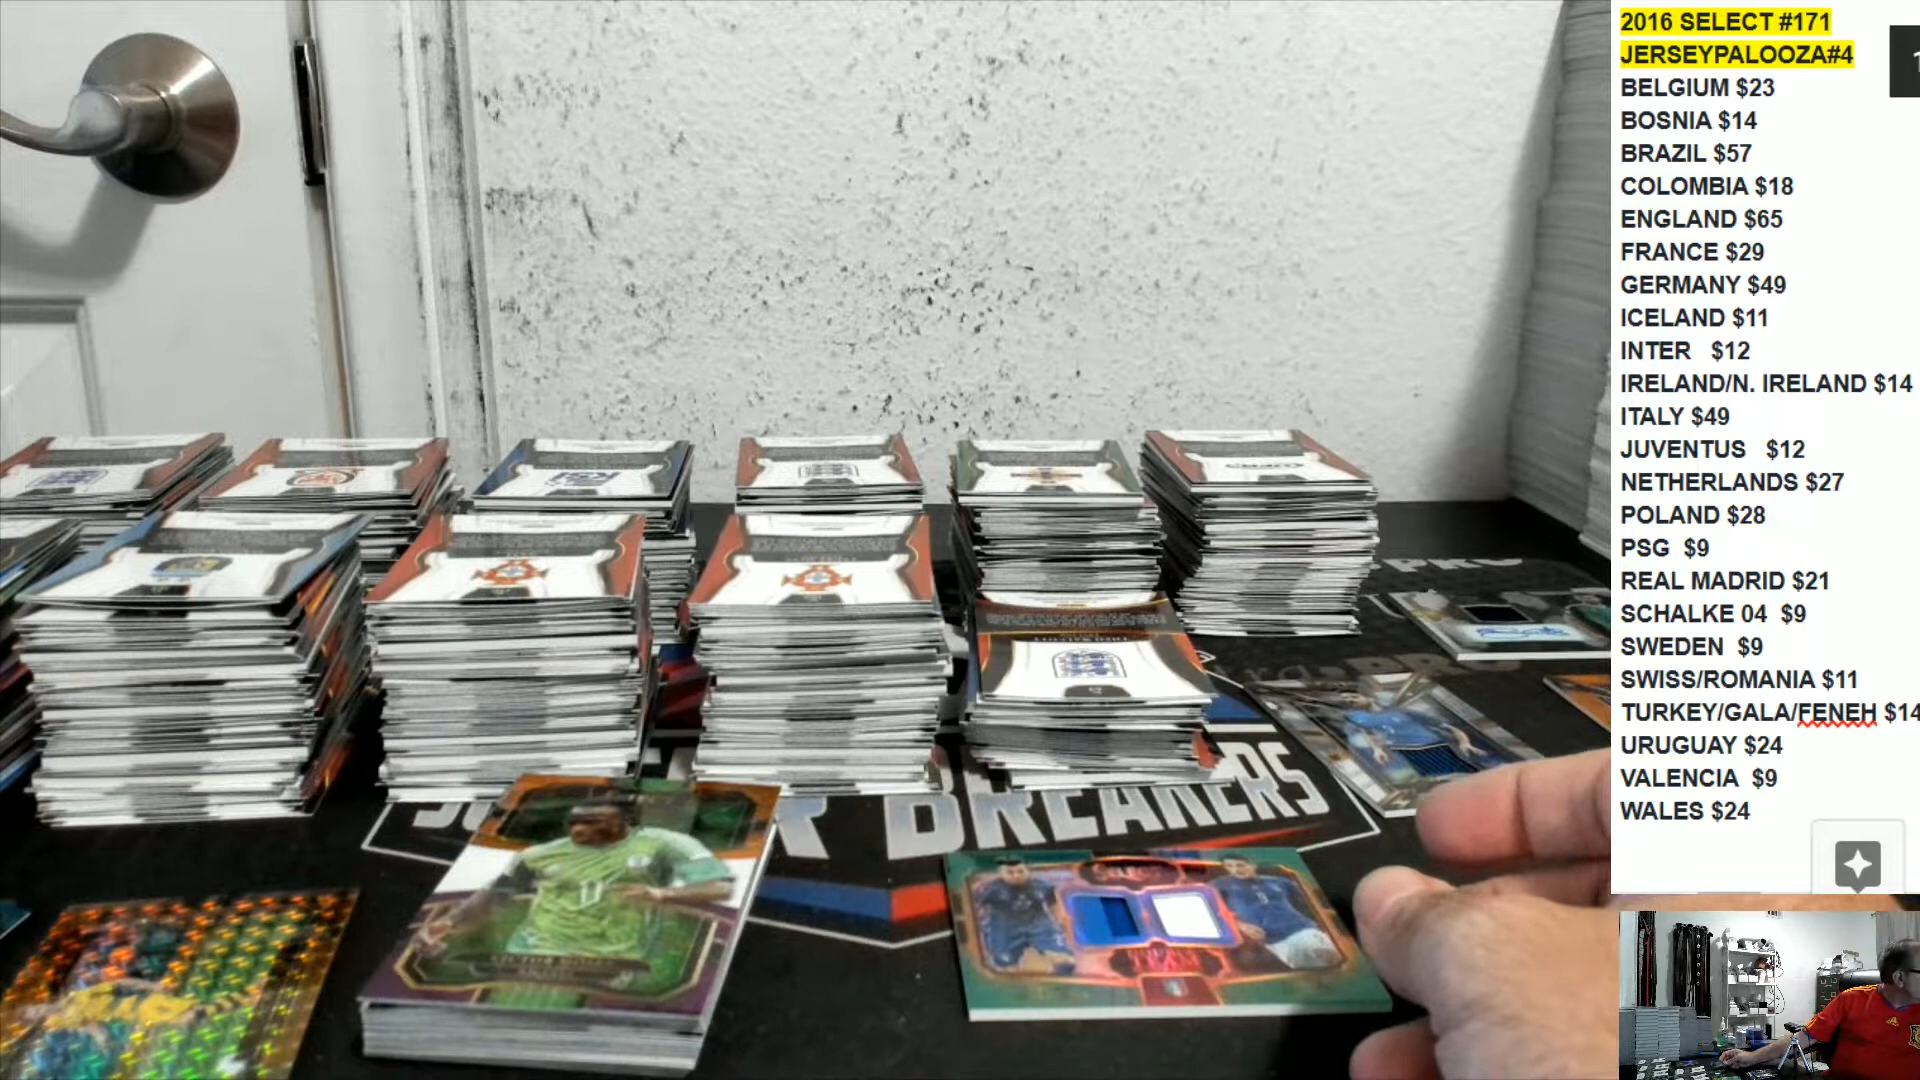 2016 SELECT #171
JERSEYPALOOZA#4
BELGIUM $23
BOSNIA $14
BRAZIL $57
COLOMBIA $18
ENGLAND $65
FRANCE $29
GERMANY $49
ICELAND $11
INTER $12
IRELAND/N. IRELAND $14
ITALY $49
JUVENTUS $12
NETHERLANDS $27
POLAND $28
PSG $9
REAL MADRID $21
SCHALKE 04 $9
SWEDEN $9
SWISS/ROMANIA $11
TURKEY/GALA/FENEH $14
URUGUAY $24
VALENCIA $9
WALES $24
BREAKERS
SELECT
TEAM